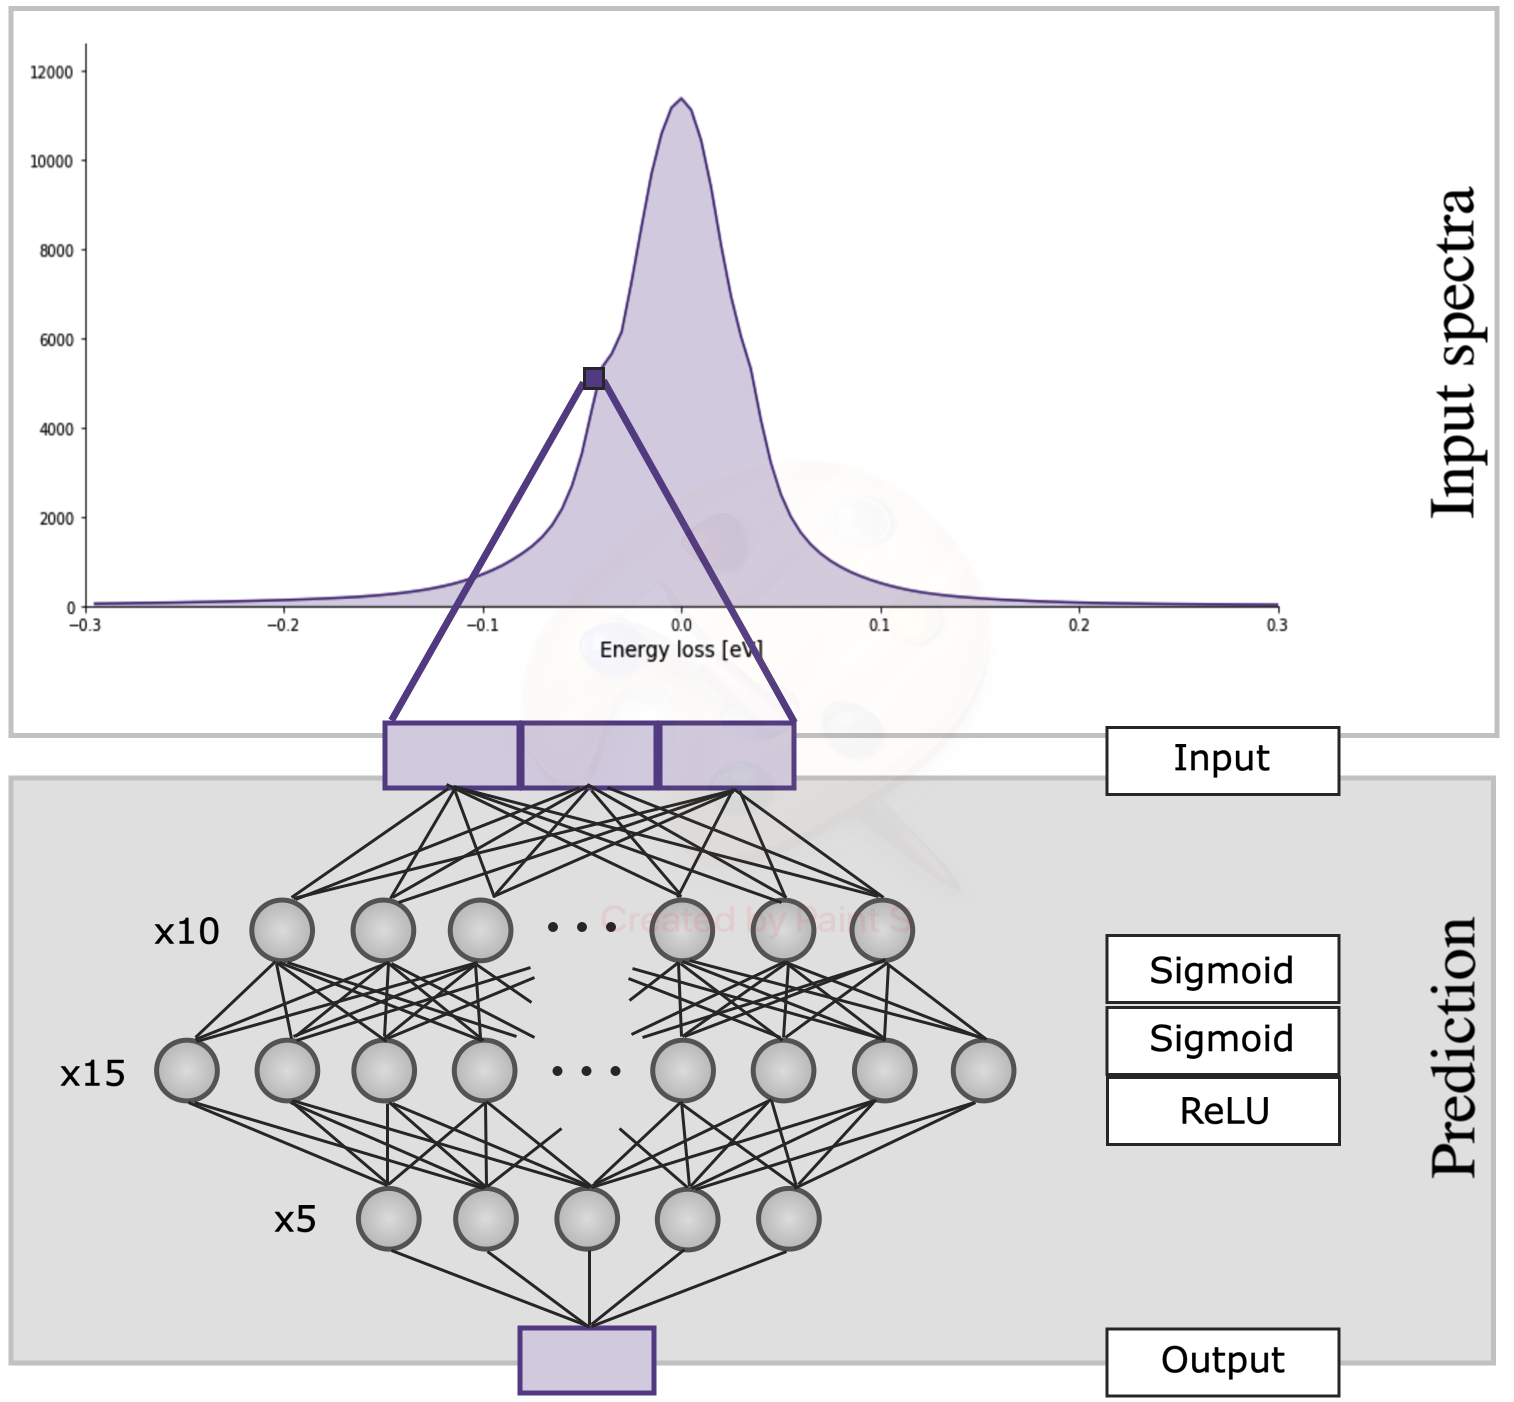 12000
10000
8000
6000
4000
2000
0
−0.3 −0.2 −0.1 0.0 0.1 0.2 0.3
Energy loss [eV]
Input spectra
Input
x10
Created by Paint S
Sigmoid
Sigmoid
x15
ReLU
Prediction
x5
Output